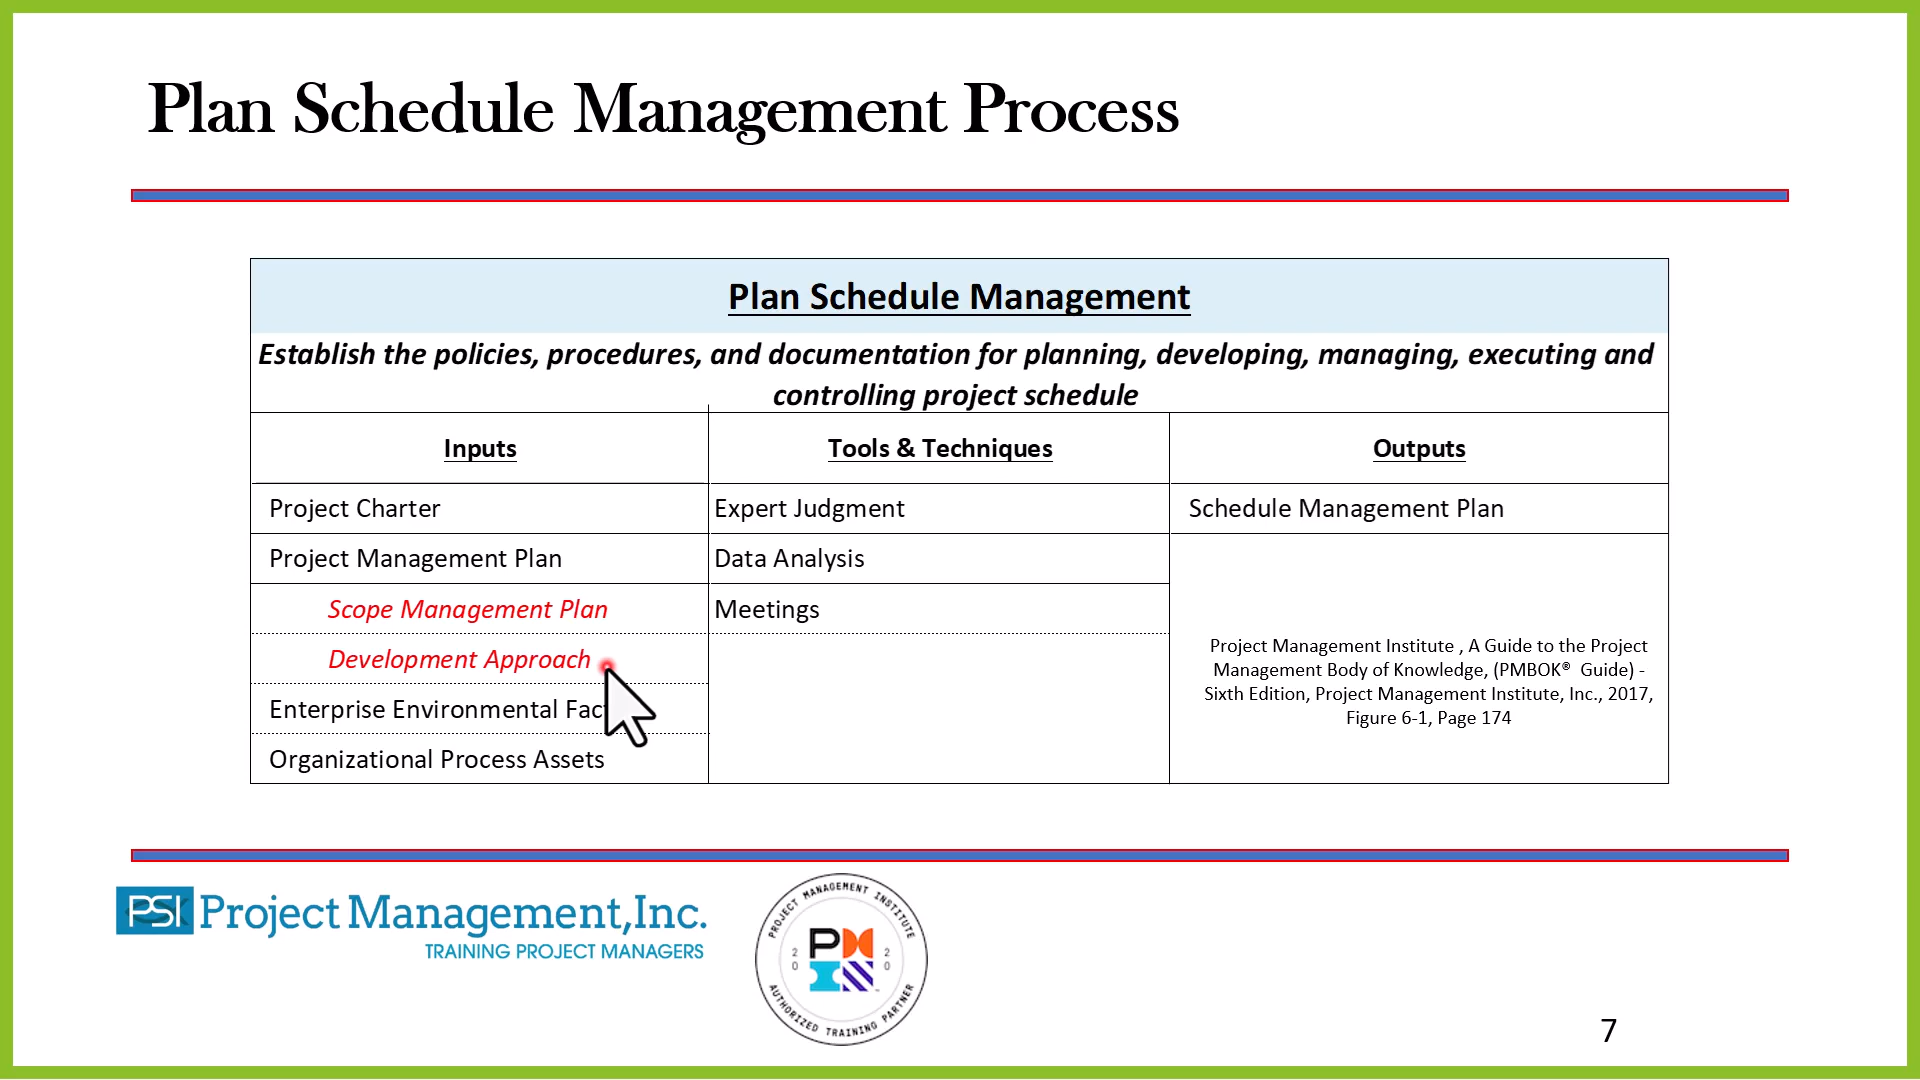 Plan Schedule Management Process
Plan Schedule Management
Establish the policies, procedures, and documentation for planning, developing, managing, executing and
controlling project schedule
Inputs
Tools & Techniques
Outputs
Project Charter
Expert Judgment
Schedule Management Plan
Project Management Plan
Data Analysis
Scope Management Plan
Meetings
Development Approach
Enterprise Environmental
Organizational Process Assets
Project Management Institute , A Guide to the Project
Management Body of Knowledge, (PMBOK® Guide) -
Sixth Edition, Project Management Institute, Inc., 2017,
Figure 6-1, Page 174
PSI Project Management, Inc.
TRAINING PROJECT MANAGERS
PROJECT MANAGEMENT INSTITUTE
2020
PMI
AUTHORIZED TRAINING PARTNER
7